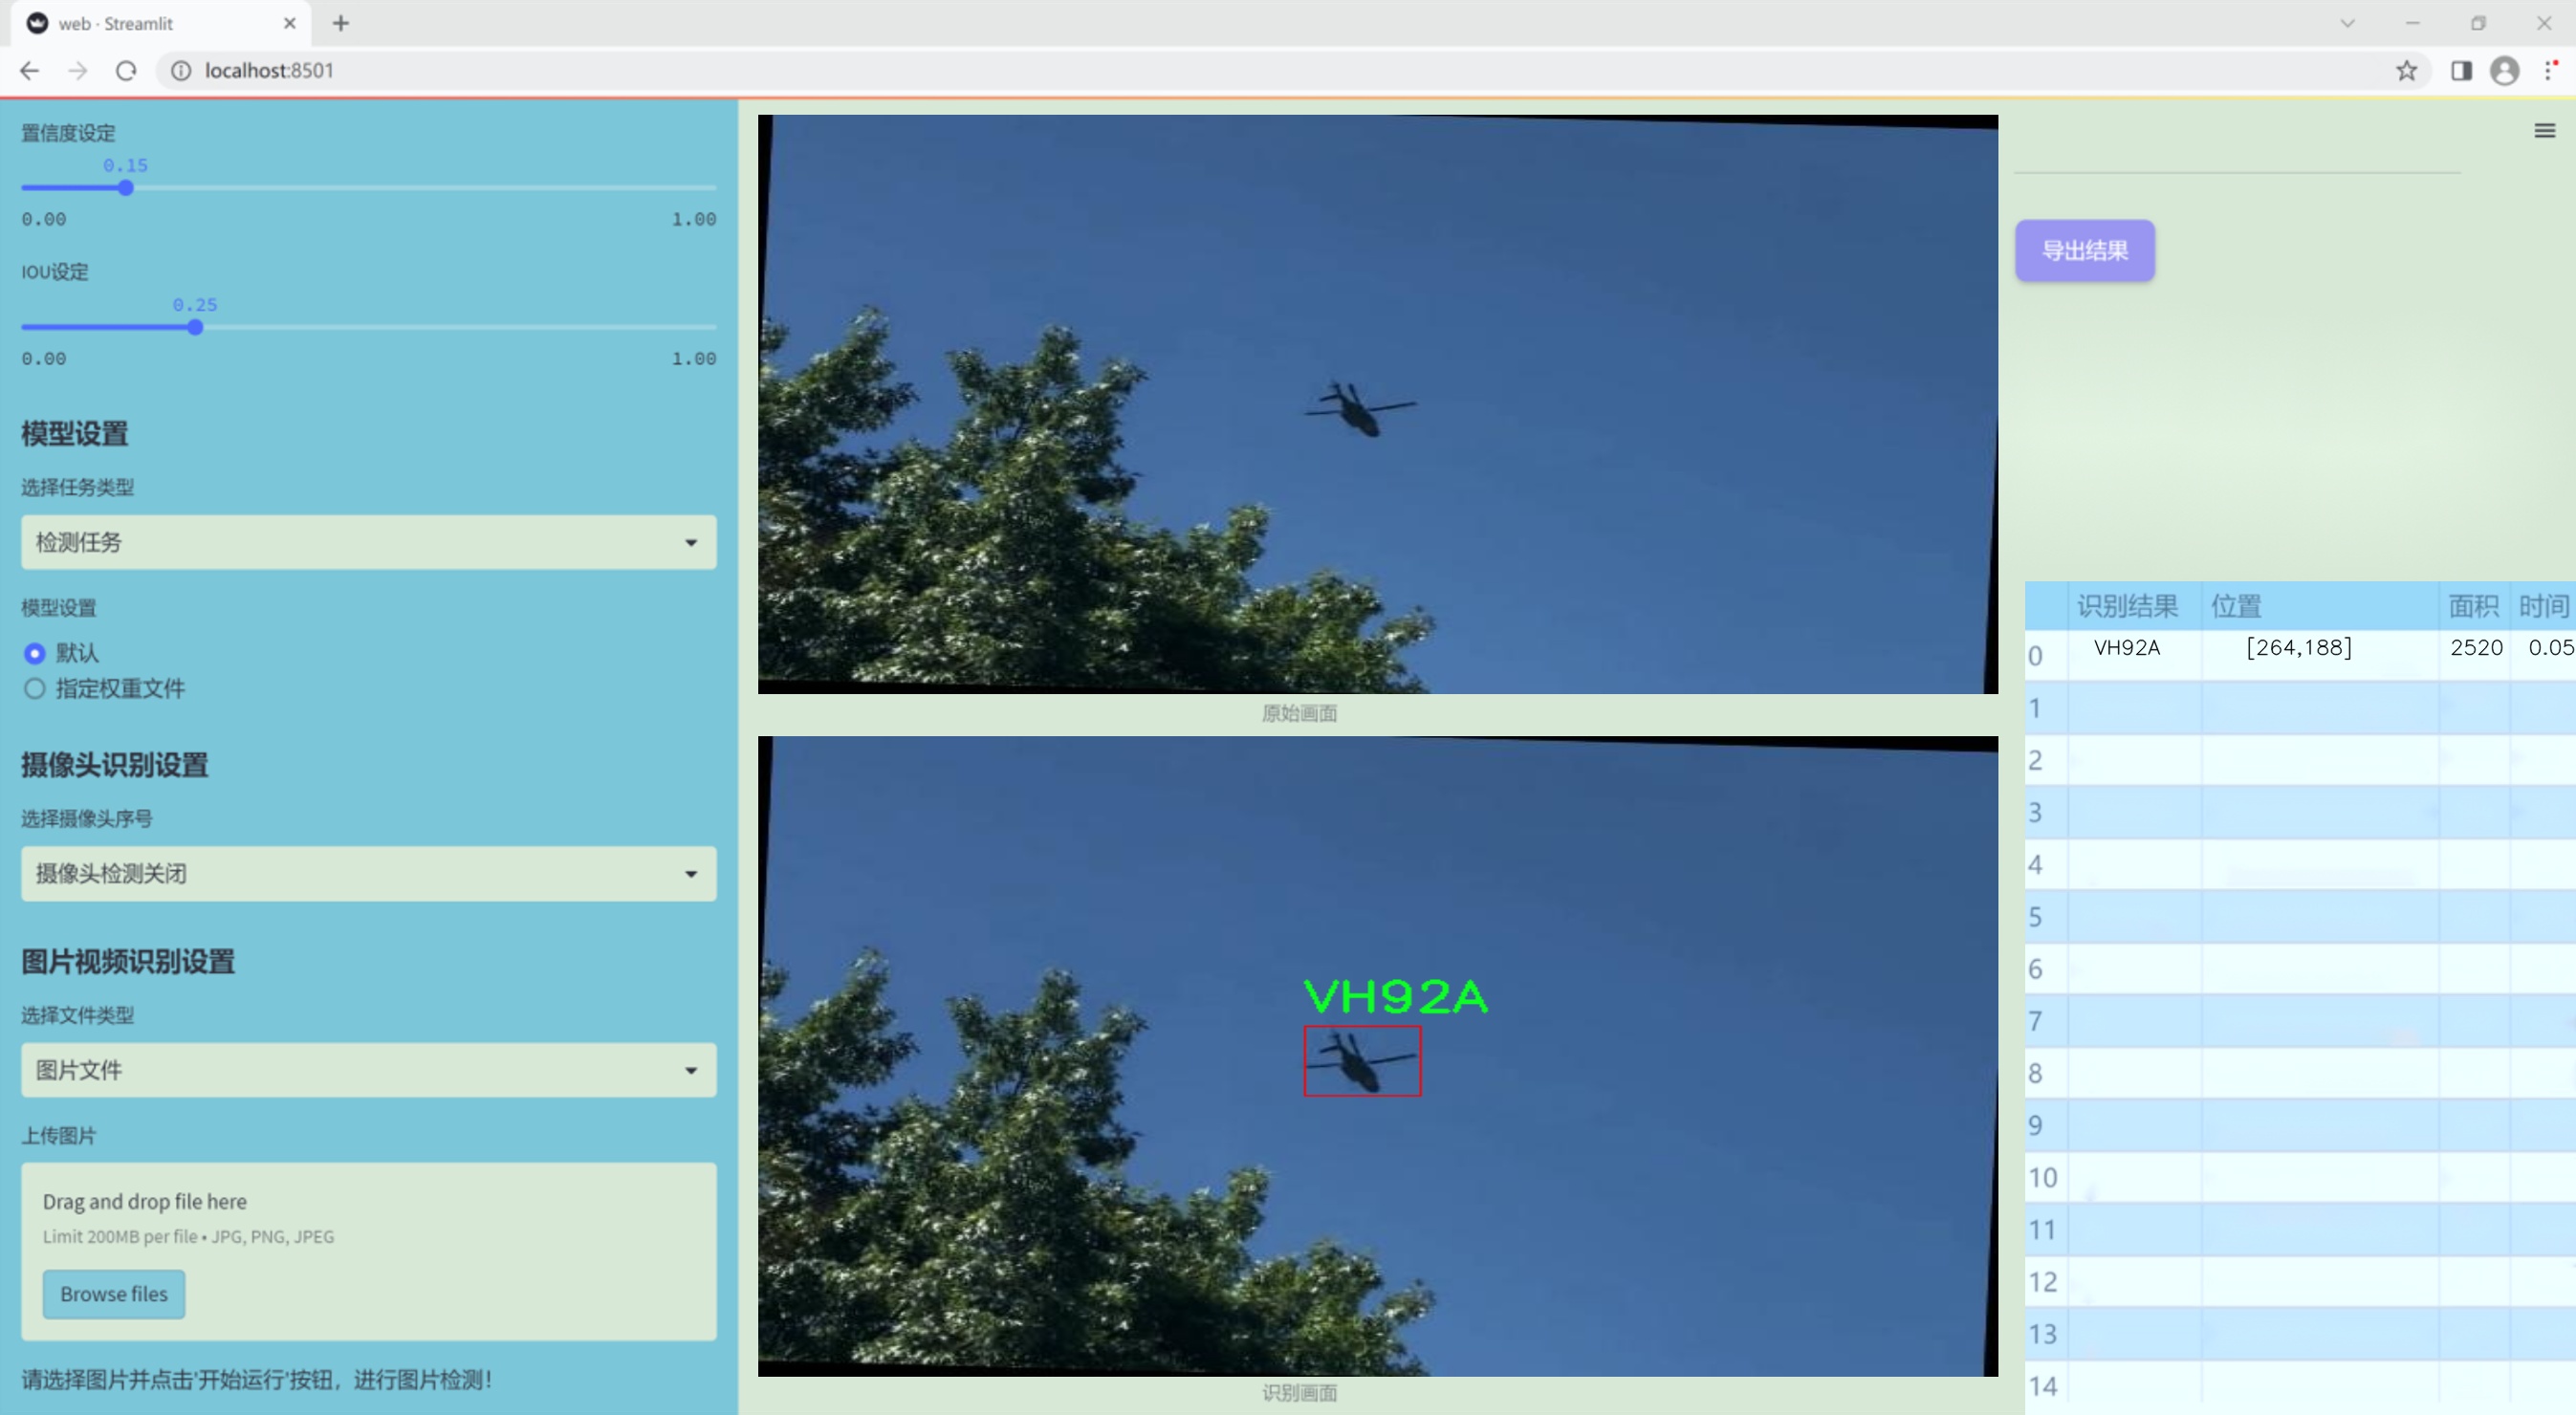 web · Streamlit
localhost:8501
置信度设定
0.15
0.00 1.00
IOU设定
0.25
0.00 1.00
模型设置
选择任务类型
检测任务
模型设置
默认
指定权重文件
摄像头识别设置
选择摄像头序号
摄像头检测关闭
图片视频识别设置
选择文件类型
图片文件
上传图片
Drag and drop file here
Limit 200MB per file • JPG, PNG, JPEG
Browse files
请选择图片并点击'开始运行'按钮，进行图片检测！
原始画面
VH92A
识别画面
导出结果
识别结果 位置 面积 时间
0 VH92A [264,188] 2520 0.05
1
2
3
4
5
6
7
8
9
10
11
12
13
14